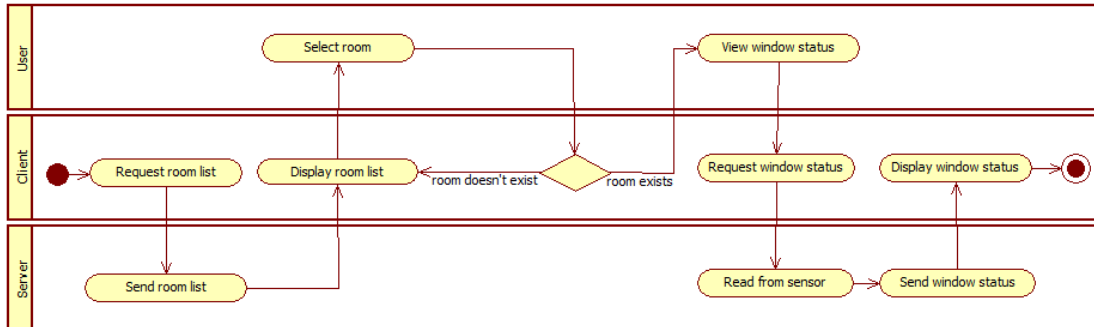 User
Select room
View window status
Client
Request room list
Display room list
room doesn't exist
room exists
Request window status
Display window status
Server
Send room list
Read from sensor
Send window status